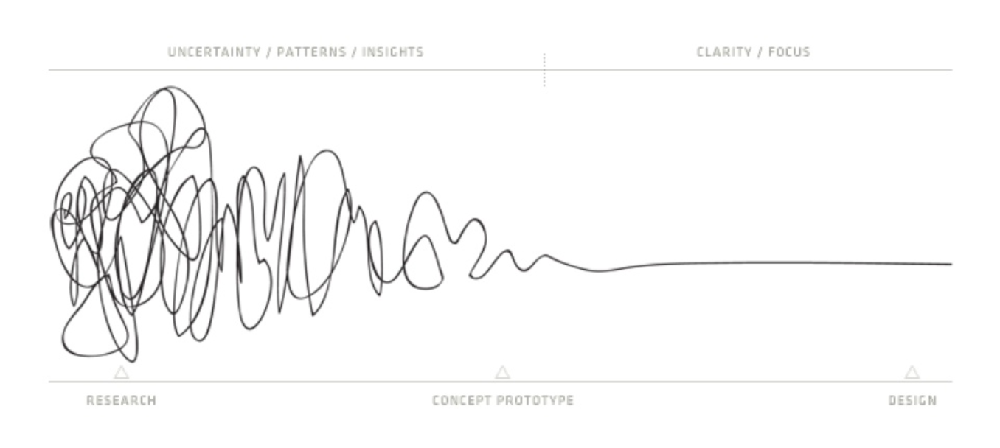 UNCERTAINTY / PATTERNS / INSIGHTS
CLARITY / FOCUS
RESEARCH
CONCEPT PROTOTYPE
DESIGN